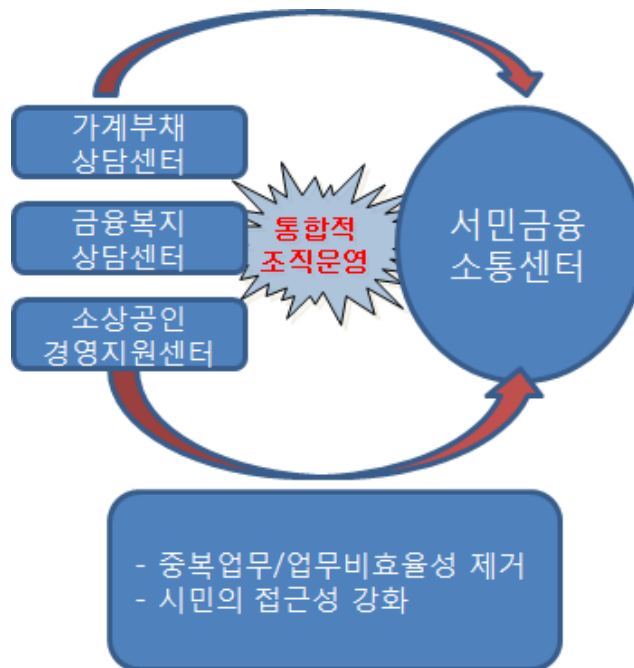 가계부채
상담센터
금융복지
상담센터
소상공인
경영지원센터
통합적
조직운영
서민금융
소통센터
- 중복업무/업무비효율성 제거
- 시민의 접근성 강화